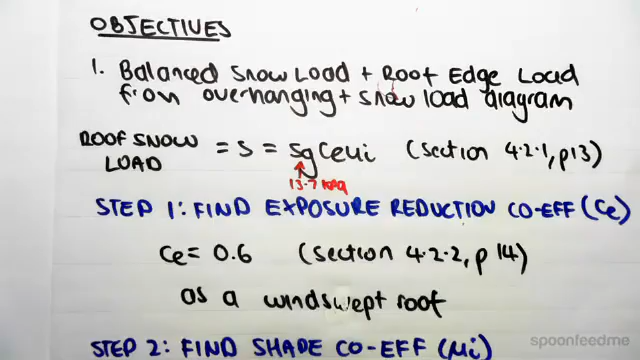 OBJECTIVES
1. Balanced Snow Load + Roof Edge Load
from overhanging + snow load diagram
ROOF SNOW LOAD = S = sgCeμi (section 4.2.1, p13)
13.7 kPa
STEP 1: FIND EXPOSURE REDUCTION CO-EFF (Ce)
Ce = 0.6 (section 4.2.2, p 14)
as a windswept roof
STEP 2: FIND SHAPE CO-EFF (μi)
spoonfeedme